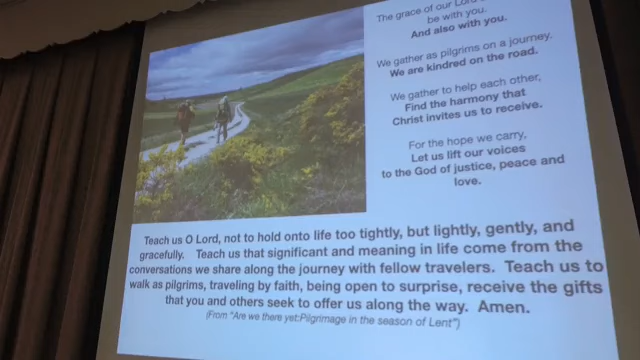 The grace of our Lord
be with you.
And also with you.
We gather as pilgrims on a journey.
We are kindred on the road.
We gather to help each other,
Find the harmony that
Christ invites us to receive.
For the hope we carry,
Let us lift our voices
to the God of justice, peace and
love.
Teach us O Lord, not to hold onto life too tightly, but lightly, gently, and
gracefully. Teach us that significant and meaning in life come from the
conversations we share along the journey with fellow travelers. Teach us to
walk as pilgrims, traveling by faith, being open to surprise, receive the gifts
that you and others seek to offer us along the way. Amen.
(From "Are we there yet:Pilgrimage in the season of Lent")